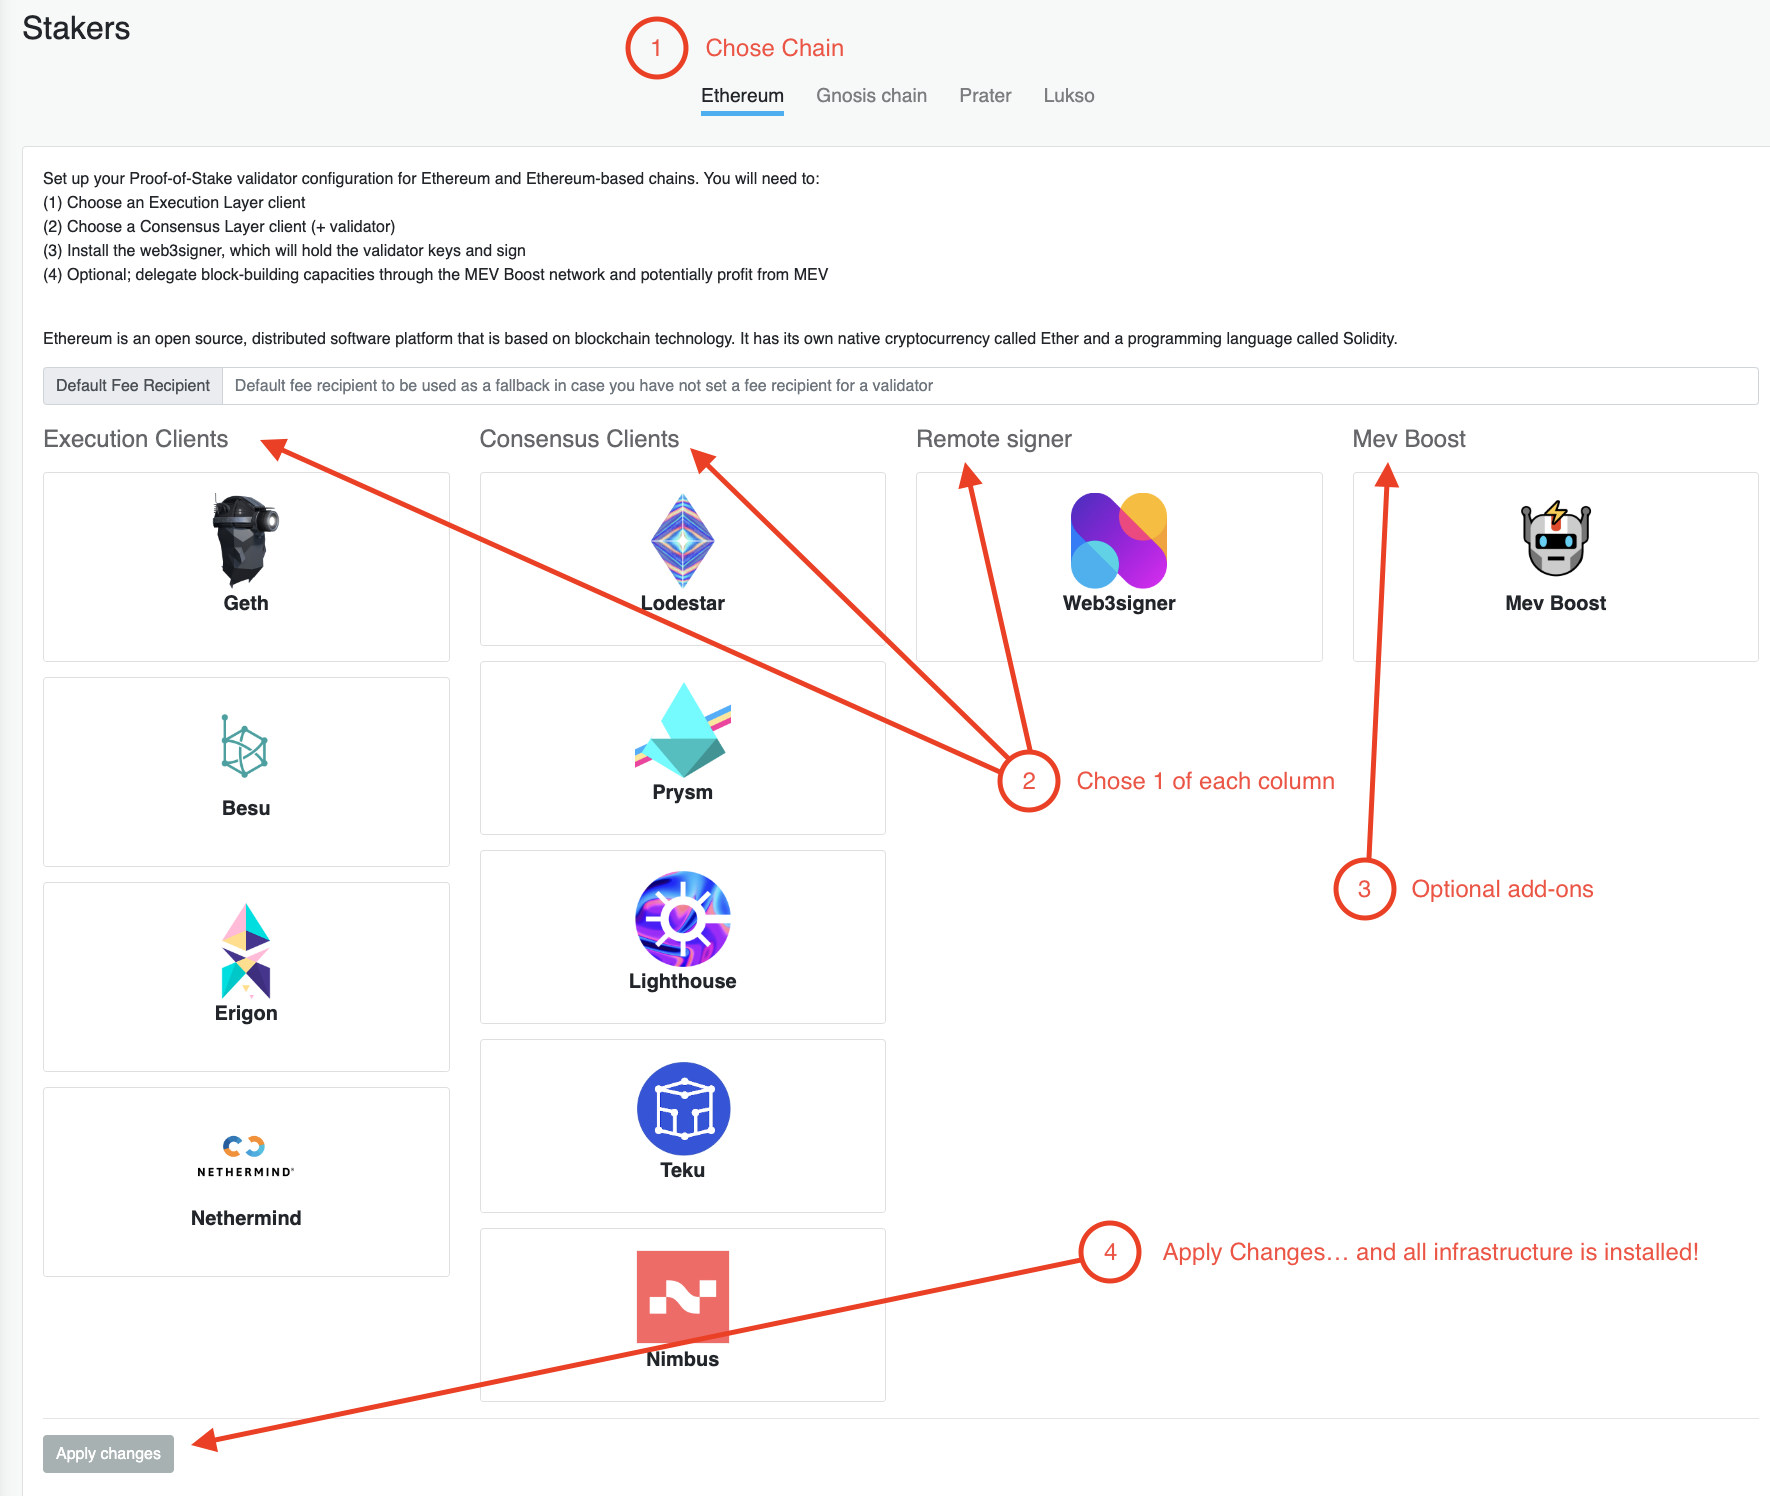 Stakers
1 Chose Chain
Ethereum Gnosis chain Prater Lukso
Set up your Proof-of-Stake validator configuration for Ethereum and Ethereum-based chains. You will need to:
(1) Choose an Execution Layer client
(2) Choose a Consensus Layer client (+ validator)
(3) Install the web3signer, which will hold the validator keys and sign
(4) Optional; delegate block-building capacities through the MEV Boost network and potentially profit from MEV
Ethereum is an open source, distributed software platform that is based on blockchain technology. It has its own native cryptocurrency called Ether and a programming language called Solidity.
Default Fee Recipient Default fee recipient to be used as a fallback in case you have not set a fee recipient for a validator
Execution Clients
Geth
Besu
Erigon
NETHERMIND
Nethermind
Consensus Clients
Lodestar
Prysm
Lighthouse
Teku
Nimbus
Remote signer
Web3signer
Mev Boost
Mev Boost
2 Chose 1 of each column
3 Optional add-ons
4 Apply Changes... and all infrastructure is installed!
Apply changes